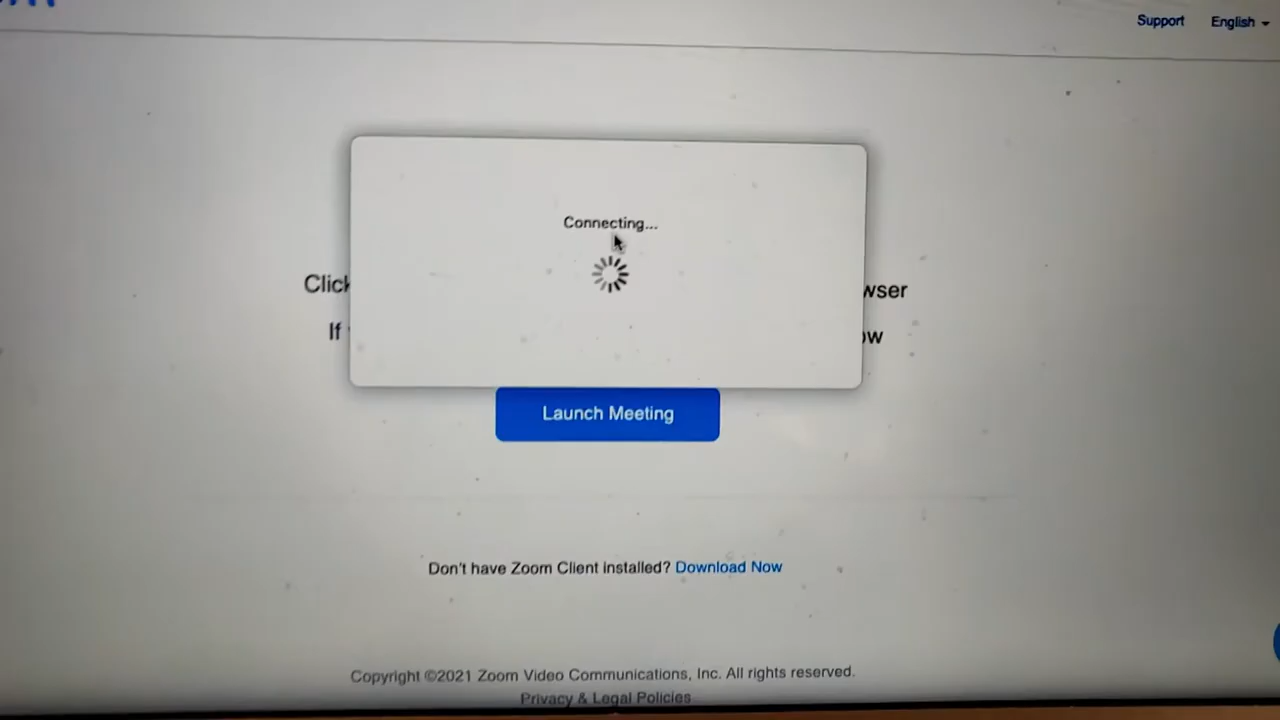 Support English
Connecting...
Click
If
Launch Meeting
Don't have Zoom Client installed? Download Now
Copyright ©2021 Zoom Video Communications, Inc. All rights reserved.
Privacy & Legal Policies